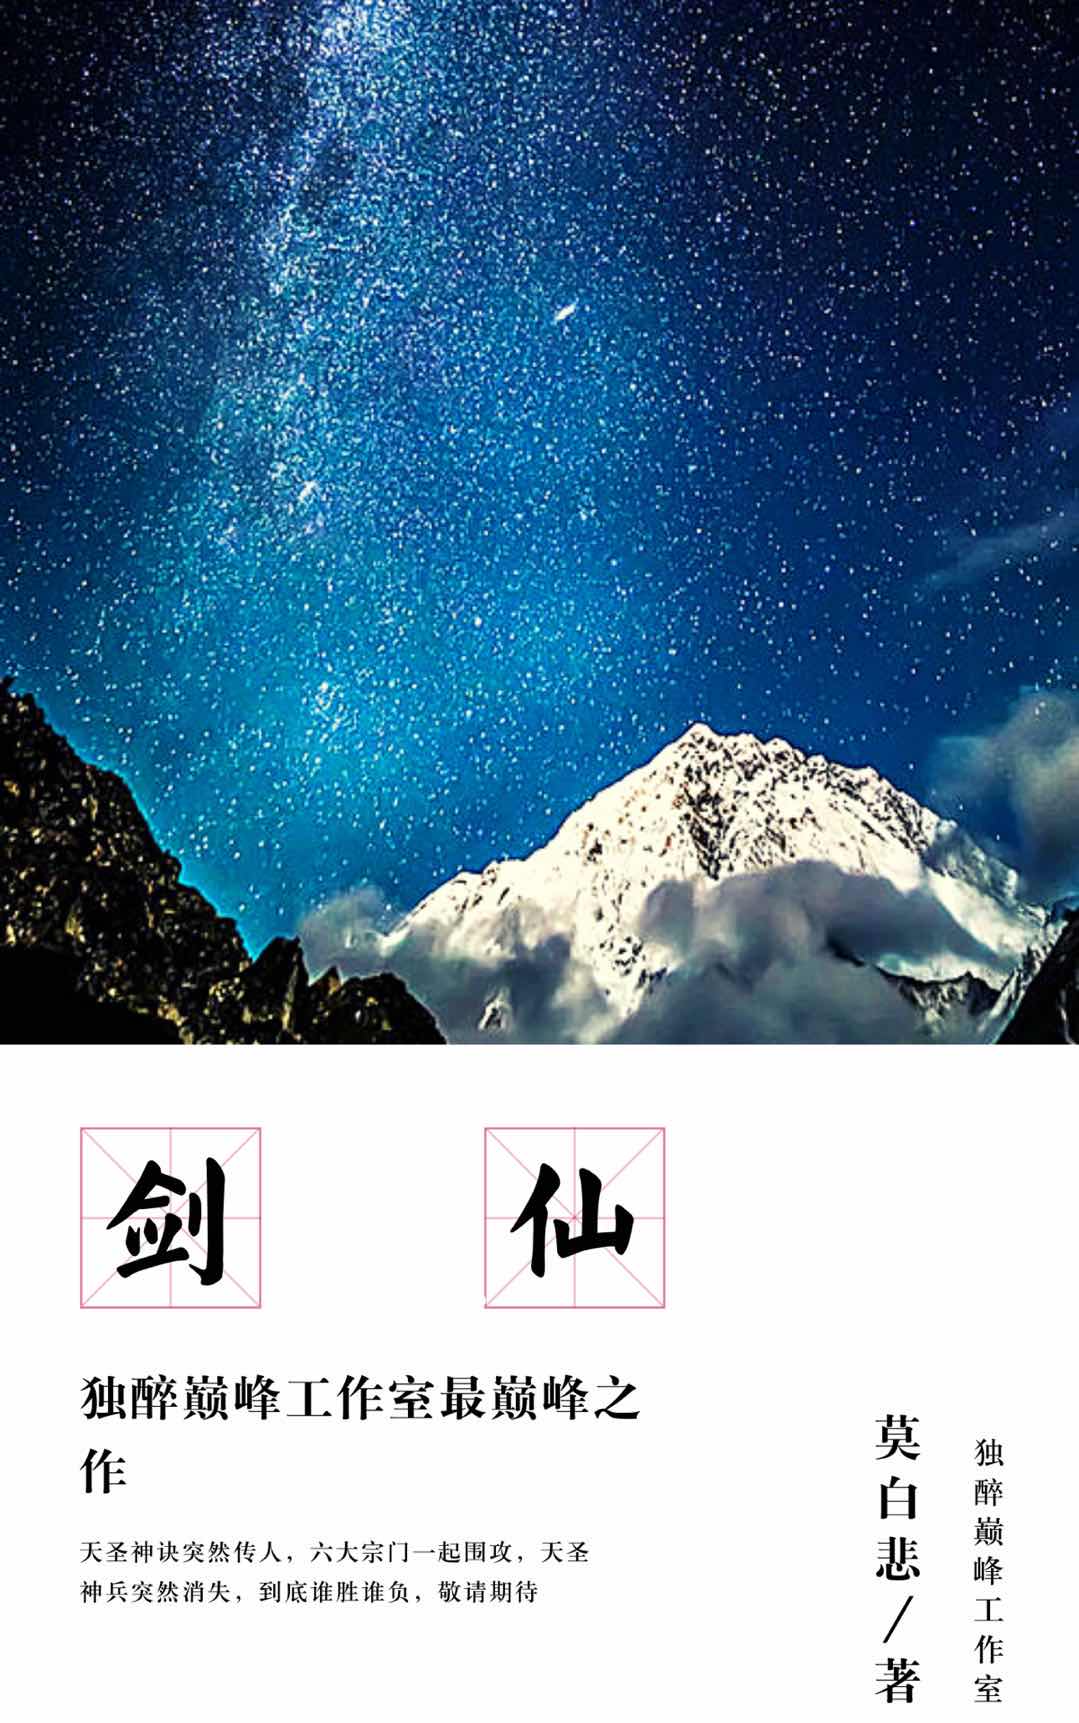 剑 仙
独醉巅峰工作室最巅峰之
作
天圣神诀突然传人，六大宗门一起围攻，天圣
神兵突然消失，到底谁胜谁负，敬请期待
莫白悲/著
独醉巅峰工作室